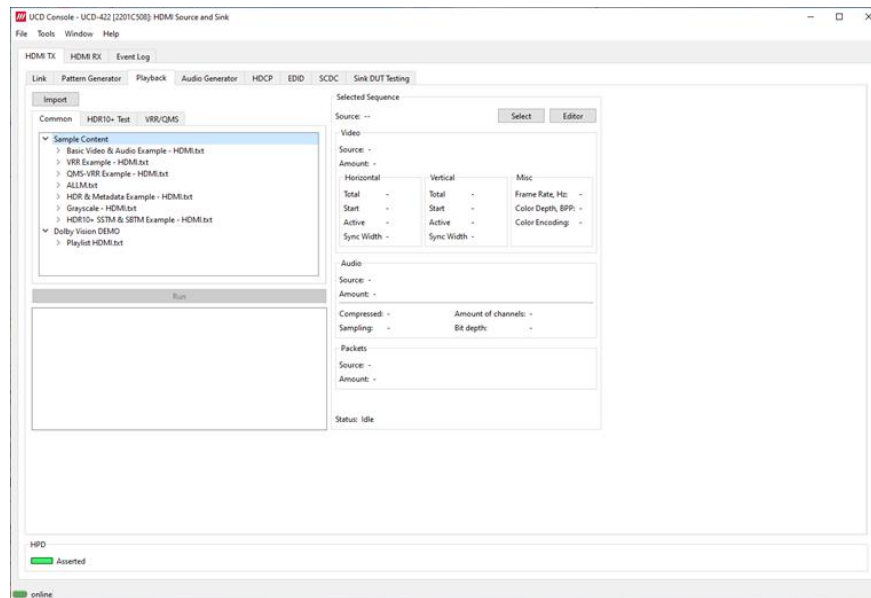 UCD Console - UCD-422 [2201C508]: HDMI Source and Sink
File Tools Window Help
HDMI TX HDMI RX Event Log
Link Pattern Generator Playback Audio Generator HDCP EDID SCDC Sink DUT Testing
Import
Common HDR10+ Test VRR/QMS
Sample Content
Basic Video & Audio Example - HDMI.txt
VRR Example - HDMI.txt
QMS-VRR Example - HDMI.txt
ALLM.txt
HDR & Metadata Example - HDMI.txt
Grayscale - HDMI.txt
HDR10+ SSTM & SBTM Example - HDMI.txt
Dolby Vision DEMO
Playlist HDMI.txt
Run
Selected Sequence
Source: -- Select Editor
Video
Source: -
Amount: -
Horizontal Vertical Misc
Total - Total - Frame Rate, Hz: -
Start - Start - Color Depth, BPP: -
Active - Active - Color Encoding: -
Sync Width - Sync Width -
Audio
Source: -
Amount: -
Compressed: - Amount of channels: -
Sampling: - Bit depth: -
Packets
Source: -
Amount: -
Status: Idle
HPD
Asserted
online